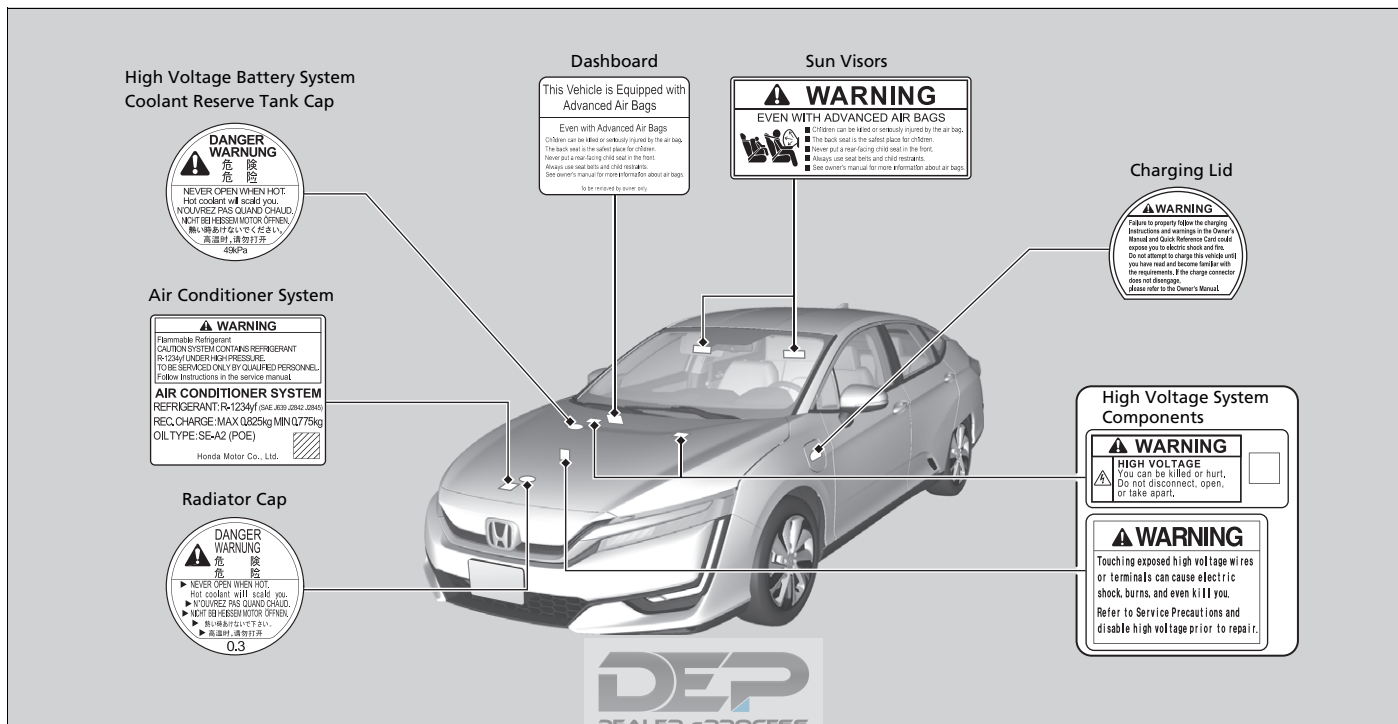 High Voltage Battery System
Coolant Reserve Tank Cap
DANGER
WARNUNG
危 険
危 险
NEVER OPEN WHEN HOT.
Hot coolant will scald you.
N'OUVREZ PAS QUAND CHAUD.
NICHT BEI HEISSEM MOTOR ÖFFNEN.
熱い時あけないでください。
高温时,请勿打开
49kPa
Air Conditioner System
WARNING
Flammable Refrigerant
CAUTION SYSTEM CONTAINS REFRIGERANT
R-1234yf UNDER HIGH PRESSURE.
TO BE SERVICED ONLY BY QUALIFIED PERSONNEL.
Follow Instructions in the service manual.
AIR CONDITIONER SYSTEM
REFRIGERANT:R-1234yf (SAE J639 J2842 J2845)
REC. CHARGE:MAX 0.825kg MIN 0.775kg
OIL TYPE:SE-A2 (POE)
Honda Motor Co., Ltd.
Radiator Cap
DANGER
WARNUNG
危 険
危 险
▶ NEVER OPEN WHEN HOT.
Hot coolant will scald you.
▶ N'OUVREZ PAS QUAND CHAUD.
▶ NICHT BEI HEISSEM MOTOR ÖFFNEN.
▶ 熱い時あけないで下さい.
▶ 高温时,请勿打开
0.3
Dashboard
This Vehicle is Equipped with
Advanced Air Bags
Even with Advanced Air Bags
Children can be killed or seriously injured by the air bag.
The back seat is the safest place for children.
Never put a rear-facing child seat in the front.
Always use seat belts and child restraints.
See owner's manual for more information about air bags.
To be removed by owner only.
Sun Visors
WARNING
EVEN WITH ADVANCED AIR BAGS
■ Children can be killed or seriously injured by the air bag.
■ The back seat is the safest place for children.
■ Never put a rear-facing child seat in the front.
■ Always use seat belts and child restraints.
■ See owner's manual for more information about air bags.
Charging Lid
WARNING
Failure to properly follow the charging
Instructions and warnings in the Owner's
Manual and Quick Reference Card could
expose you to electric shock and fire.
Do not attempt to charge this vehicle until
you have read and become familiar with
the requirements. If the charge connector
does not disengage,
please refer to the Owner's Manual.
High Voltage System
Components
WARNING
HIGH VOLTAGE
You can be killed or hurt.
Do not disconnect, open,
or take apart.
WARNING
Touching exposed high voltage wires
or terminals can cause electric
shock, burns, and even kill you.
Refer to Service Precautions and
disable high voltage prior to repair.
DEP
DEALER ePROCESS